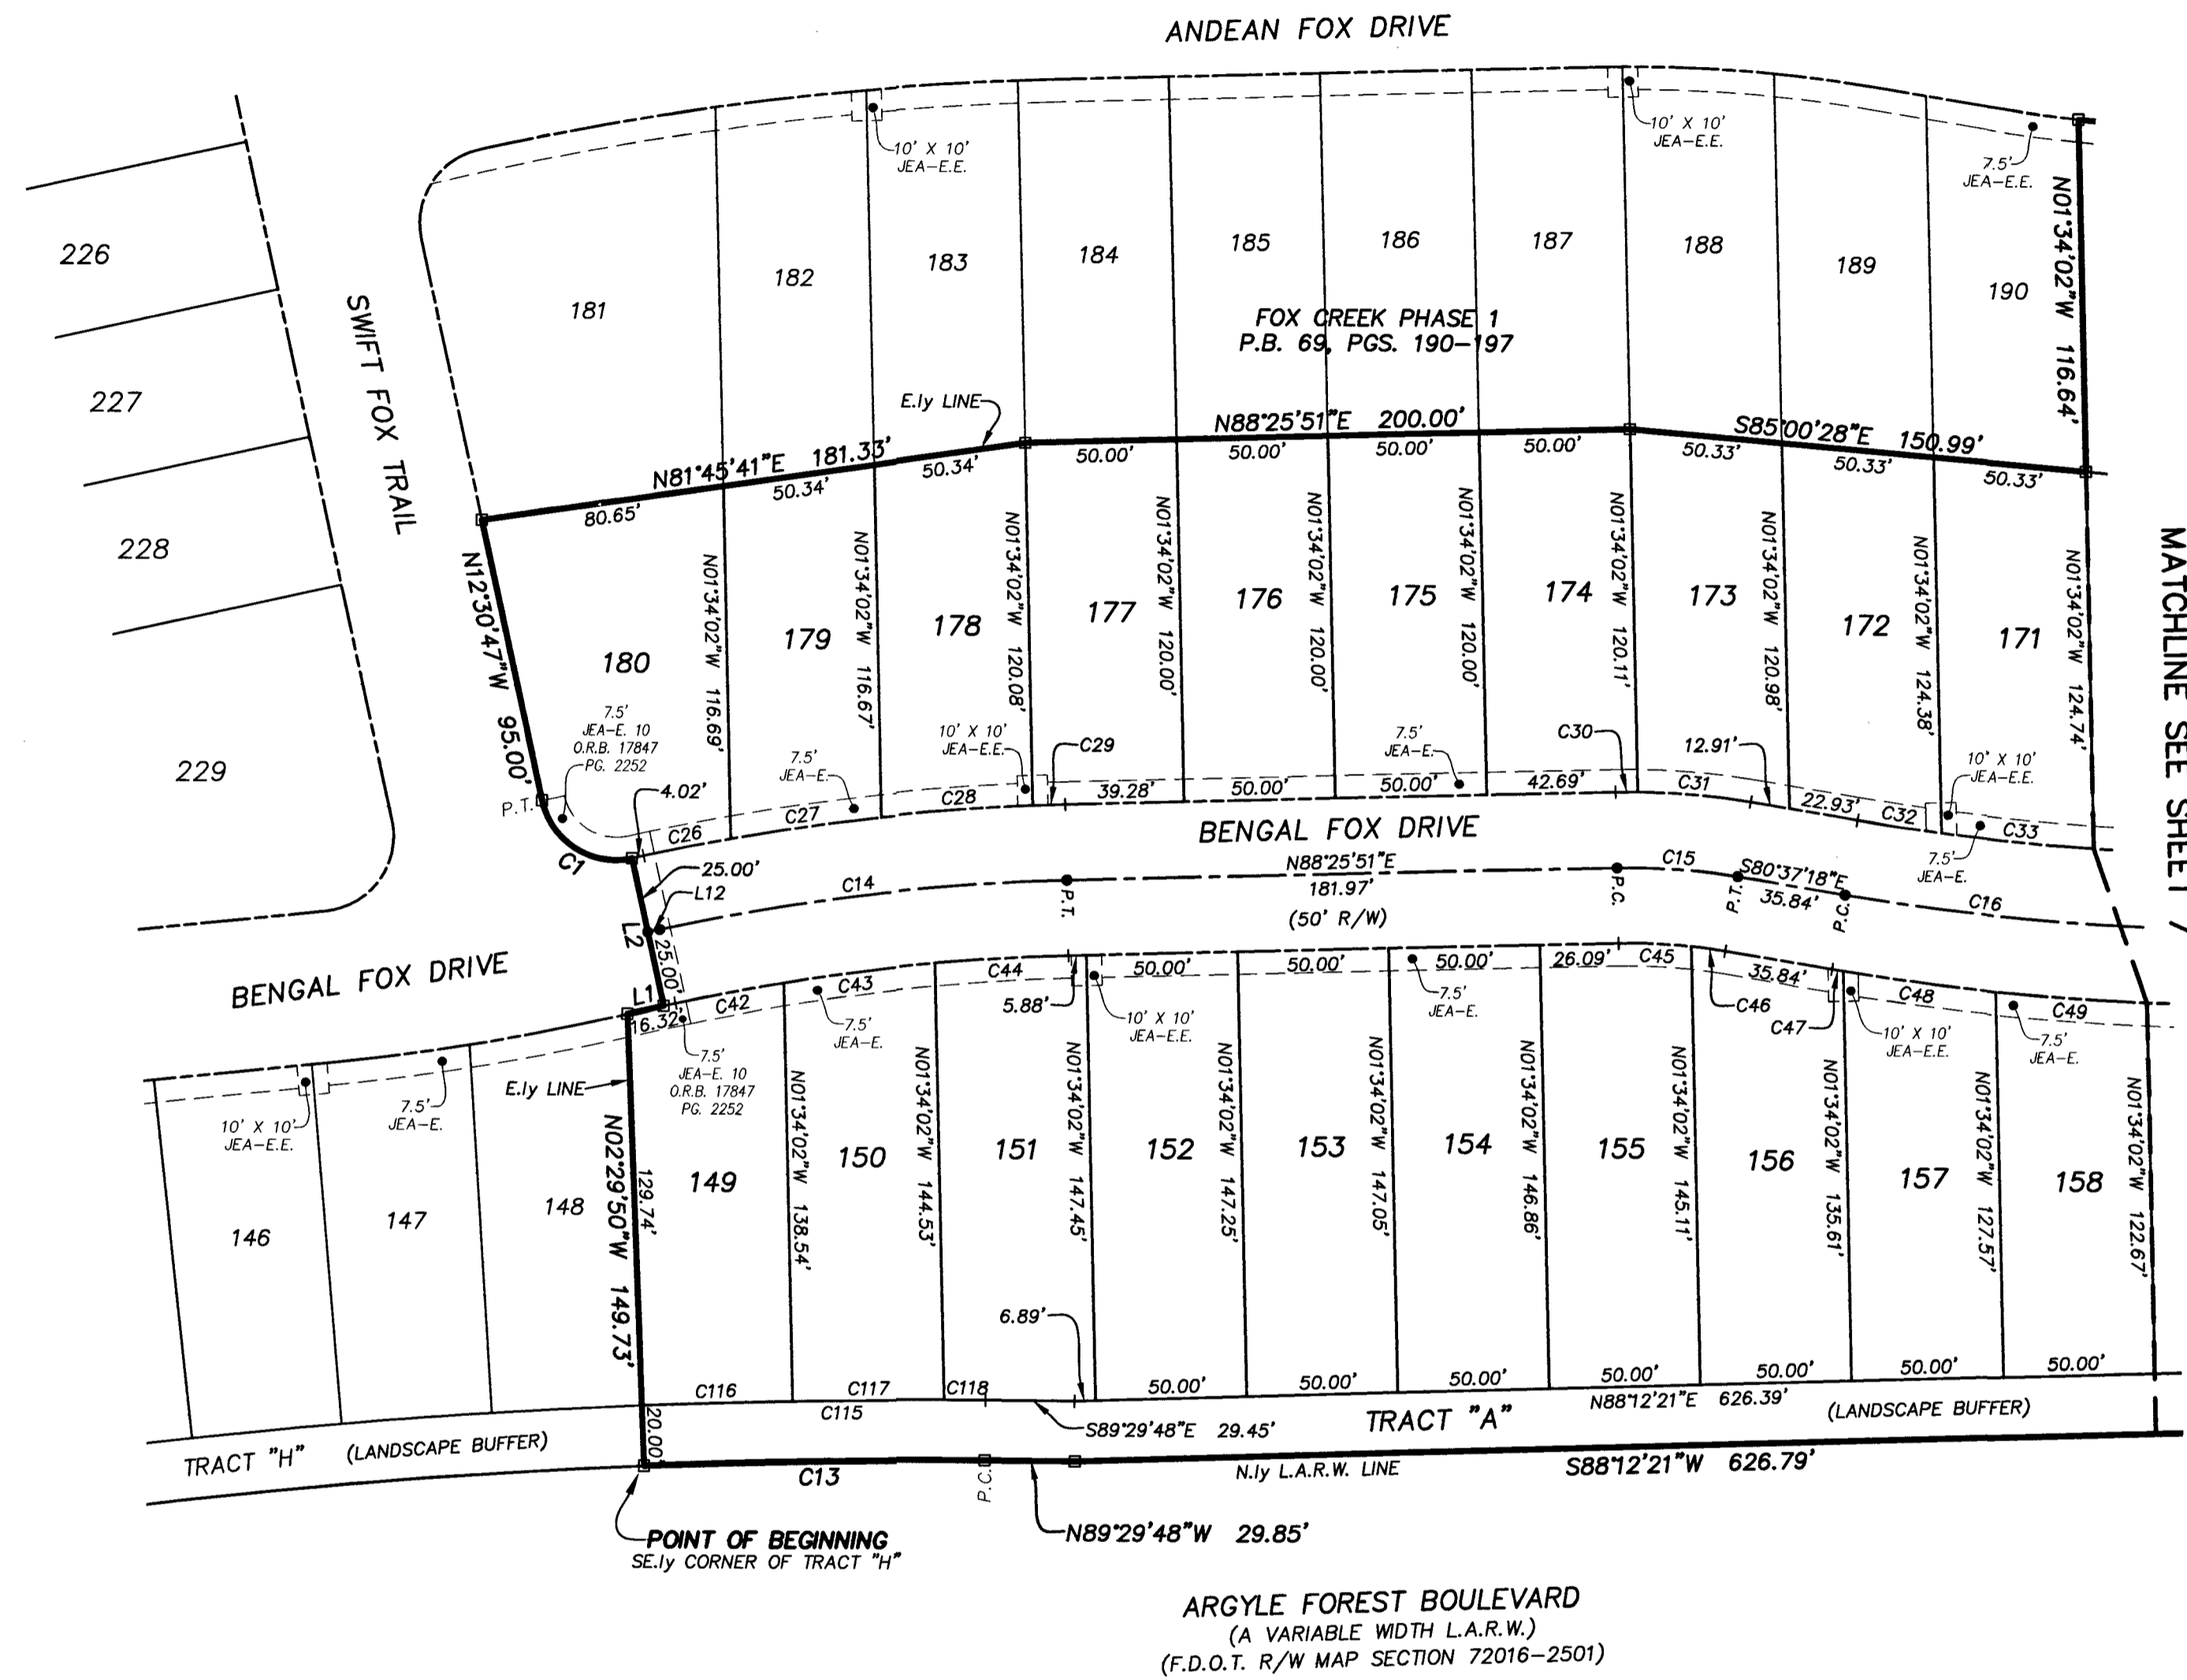 ANDEAN FOX DRIVE
10' X 10'
JEA-E.E.
10' X 10'
JEA-E.E.
7.5'
JEA-E.E.
226
227
228
229
SWIFT FOX TRAIL
181
182
183
184
185
186
187
188
189
190
N01°34'02"W 116.64'
FOX CREEK PHASE 1
P.B. 69, PGS. 190-197
E.ly LINE
N81°45'41"E 181.33'
80.65'
50.34'
50.34'
N88°25'51"E 200.00'
50.00'
50.00'
50.00'
50.00'
S85°00'28"E 150.99'
50.33'
50.33'
50.33'
N12°30'47"W 95.00'
N01°34'02"W 116.69'
N01°34'02"W 116.67'
N01°34'02"W 120.08'
N01°34'02"W 120.00'
N01°34'02"W 120.00'
N01°34'02"W 120.00'
N01°34'02"W 120.11'
N01°34'02"W 120.98'
N01°34'02"W 124.38'
N01°34'02"W 124.74'
MATCHLINE SEE SHEET 7
180
179
178
177
176
175
174
173
172
171
7.5'
JEA-E. 10
O.R.B. 17847
PG. 2252
P.T.
C1
4.02'
7.5'
JEA-E.
10' X 10'
JEA-E.E.
C29
7.5'
JEA-E.
C30
12.91'
10' X 10'
JEA-E.E.
7.5'
JEA-E.
C26
C27
C28
39.28'
50.00'
50.00'
42.69'
C31
22.93'
C32
C33
BENGAL FOX DRIVE
25.00'
L12
L2
25.00'
C14
P.T.
N88°25'51"E
181.97'
(50' R/W)
P.C.
C15
P.T.
S80°37'18"E
35.84'
P.C.
C16
BENGAL FOX DRIVE
L1
16.32'
C42
C43
C44
5.88'
50.00'
50.00'
50.00'
26.09'
C45
C46
35.84'
C47
C48
C49
7.5'
JEA-E. 10
O.R.B. 17847
PG. 2252
7.5'
JEA-E.
10' X 10'
JEA-E.E.
7.5'
JEA-E.
10' X 10'
JEA-E.E.
7.5'
JEA-E.
10' X 10'
JEA-E.E.
7.5'
JEA-E.
E.ly LINE
N02°29'50"W 149.73'
129.74'
20.00'
N01°34'02"W 138.54'
N01°34'02"W 144.53'
N01°34'02"W 147.45'
N01°34'02"W 147.25'
N01°34'02"W 147.05'
N01°34'02"W 146.86'
N01°34'02"W 145.11'
N01°34'02"W 135.61'
N01°34'02"W 127.57'
N01°34'02"W 122.67'
146
147
148
149
150
151
152
153
154
155
156
157
158
6.89'
C116
C117
C118
C115
50.00'
50.00'
50.00'
50.00'
50.00'
50.00'
50.00'
S89°29'48"E 29.45'
N88°12'21"E 626.39'
TRACT "A"
(LANDSCAPE BUFFER)
TRACT "H" (LANDSCAPE BUFFER)
C13
P.C.
N.ly L.A.R.W. LINE
S88°12'21"W 626.79'
POINT OF BEGINNING
SE.ly CORNER OF TRACT "H"
N89°29'48"W 29.85'
ARGYLE FOREST BOULEVARD
(A VARIABLE WIDTH L.A.R.W.)
(F.D.O.T. R/W MAP SECTION 72016-2501)